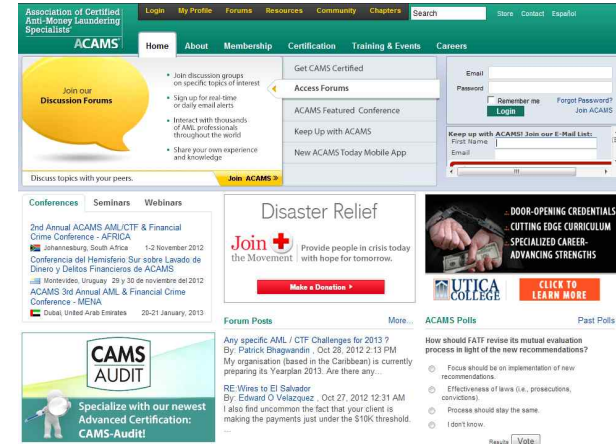 Association of Certified
Anti-Money Laundering
Specialists
ACAMS
Login My Profile Forums Resources Community Chapters Search
Store Contact Español
Home About Membership Certification Training & Events Careers
Join our
Discussion Forums
• Join discussion groups
on specific topics of interest
• Sign up for real-time
or daily email alerts
• Interact with thousands
of AML professionals
throughout the world
• Share your own experience
and knowledge
Discuss topics with your peers.
Join ACAMS »
Get CAMS Certified
Access Forums
ACAMS Featured Conference
Keep Up with ACAMS
New ACAMS Today Mobile App
Email
Password
Remember me Forgot Password?
Login Join ACAMS
Keep up with ACAMS! Join our E-Mail List:
First Name
Email
Conferences Seminars Webinars
2nd Annual ACAMS AML/CTF & Financial
Crime Conference - AFRICA
Johannesburg, South Africa 1-2 November 2012
Conferencia del Hemisferio Sur sobre Lavado de
Dinero y Delitos Financieros de ACAMS
Montevideo, Uruguay 29 y 30 de noviembre del 2012
ACAMS 3rd Annual AML & Financial Crime
Conference - MENA
Dubai, United Arab Emirates 20-21 January, 2013
CAMS
AUDIT
Specialize with our newest
Advanced Certification:
CAMS-Audit!
Disaster Relief
Join
the Movement
Provide people in crisis today
with hope for tomorrow.
Make a Donation
Forum Posts More...
Any specific AML / CTF Challenges for 2013 ?
By: Patrick Bhagwandin , Oct 28, 2012 2:13 PM
My organisation (based in the Caribbean) is currently
preparing its Yearplan 2013. Are there any...
RE:Wires to El Salvador
By: Edward O Velazquez , Oct 27, 2012 12:31 AM
I also find uncommon the fact that your client is
making the payments just under the $10K threshold.
...
DOOR-OPENING CREDENTIALS
CUTTING EDGE CURRICULUM
SPECIALIZED CAREER-
ADVANCING STRENGTHS
UTICA
COLLEGE
CLICK TO
LEARN MORE
ACAMS Polls Past Polls
How should FATF revise its mutual evaluation
process in light of the new recommendations?
Focus should be on implementation of new
recommendations.
Effectiveness of laws (i.e., prosecutions,
convictions).
Process should stay the same.
I don't know.
Results Vote